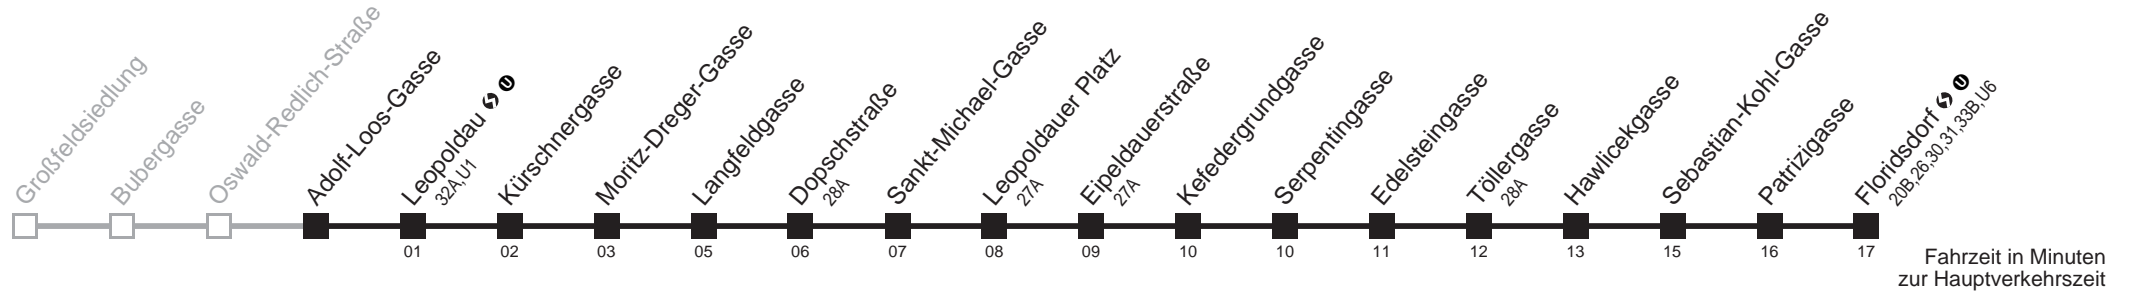 Großfeldsiedlung
Bubergasse
Oswald-Redlich-Straße
Adolf-Loos-Gasse
Leopoldau S U
32A,U1
01
Kürschnergasse
02
Moritz-Dreger-Gasse
03
Langfeldgasse
05
Dopschstraße
28A
06
Sankt-Michael-Gasse
07
Leopoldauer Platz
27A
08
Eipeldauerstraße
27A
09
Kefedergrundgasse
10
Serpentingasse
10
Edelsteingasse
11
Töllergasse
28A
12
Hawlicekgasse
13
Sebastian-Kohl-Gasse
15
Patrizigasse
16
Floridsdorf S U
20B,26,30,31,33B,U6
17
Fahrzeit in Minuten
zur Hauptverkehrszeit